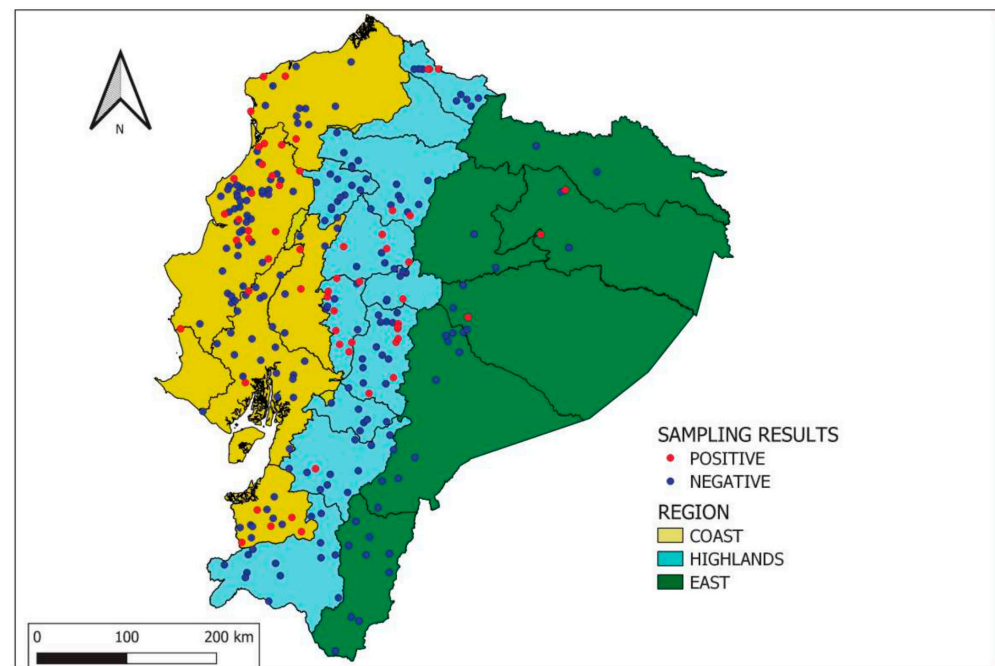 N
SAMPLING RESULTS
POSITIVE
NEGATIVE
REGION
COAST
HIGHLANDS
EAST
0 100 200 km